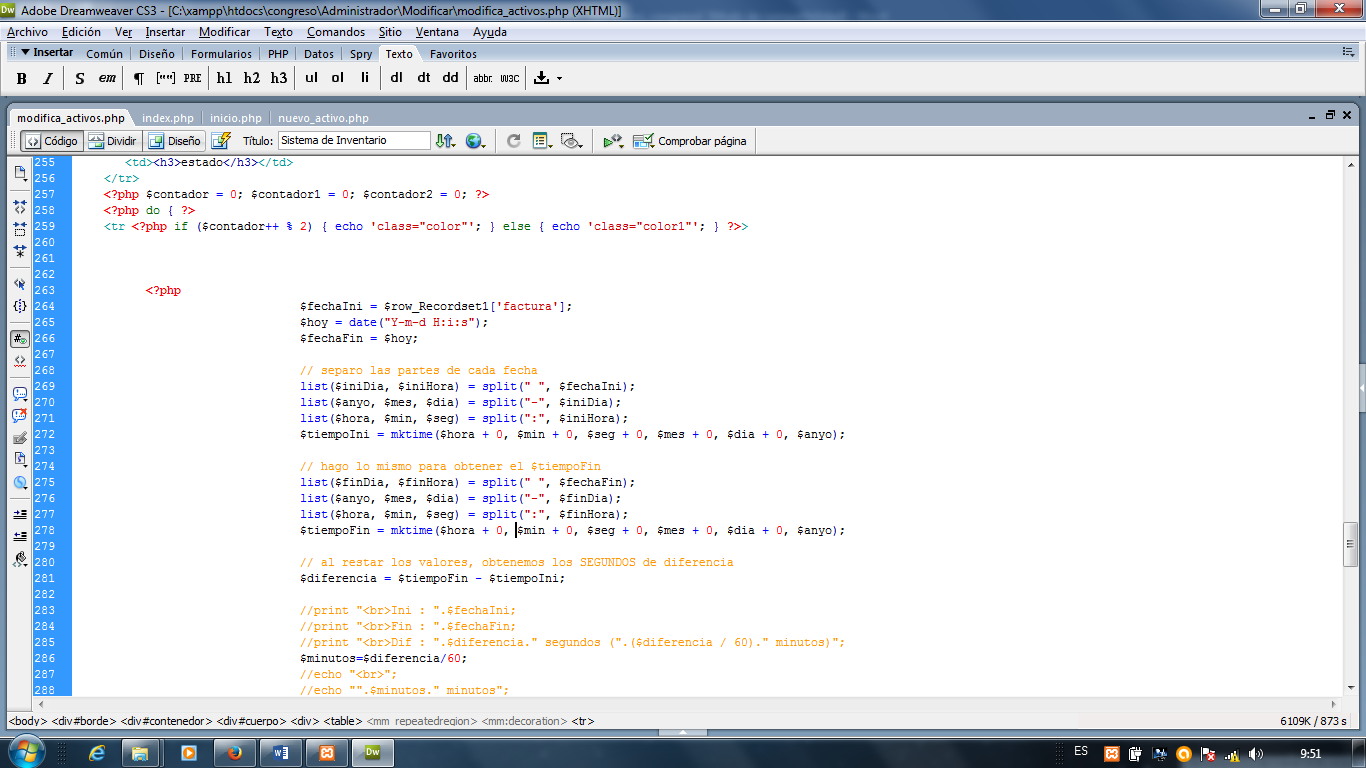 Dw Adobe Dreamweaver CS3 - [C:\xampp\htdocs\congreso\Administrador\Modificar\modifica_activos.php (XHTML)]
Archivo Edición Ver Insertar Modificar Texto Comandos Sitio Ventana Ayuda
▼ Insertar Común Diseño Formularios PHP Datos Spry Texto Favoritos
B I S em ¶ [""] PRE h1 h2 h3 ul ol li dl dt dd abbr. W3C
modifica_activos.php index.php inicio.php nuevo_activo.php
Código Dividir Diseño Título: Sistema de Inventario Comprobar página
255 <td><h3>estado</h3></td>
256 </tr>
257 <?php $contador = 0; $contador1 = 0; $contador2 = 0; ?>
258 <?php do { ?>
259 <tr <?php if ($contador++ % 2) { echo 'class="color"'; } else { echo 'class="color1"'; } ?>>
260
261
262
263 <?php
264 $fechaIni = $row_Recordset1['factura'];
265 $hoy = date("Y-m-d H:i:s");
266 $fechaFin = $hoy;
267
268 // separo las partes de cada fecha
269 list($iniDia, $iniHora) = split(" ", $fechaIni);
270 list($anyo, $mes, $dia) = split("-", $iniDia);
271 list($hora, $min, $seg) = split(":", $iniHora);
272 $tiempoIni = mktime($hora + 0, $min + 0, $seg + 0, $mes + 0, $dia + 0, $anyo);
273
274 // hago lo mismo para obtener el $tiempoFin
275 list($finDia, $finHora) = split(" ", $fechaFin);
276 list($anyo, $mes, $dia) = split("-", $finDia);
277 list($hora, $min, $seg) = split(":", $finHora);
278 $tiempoFin = mktime($hora + 0, $min + 0, $seg + 0, $mes + 0, $dia + 0, $anyo);
279
280 // al restar los valores, obtenemos los SEGUNDOS de diferencia
281 $diferencia = $tiempoFin - $tiempoIni;
282
283 //print "<br>Ini : ".$fechaIni;
284 //print "<br>Fin : ".$fechaFin;
285 //print "<br>Dif : ".$diferencia." segundos (".($diferencia / 60)." minutos)";
286 $minutos=$diferencia/60;
287 //echo "<br>";
288 //echo "".$minutos." minutos";
<body> <div#borde> <div#contenedor> <div#cuerpo> <div> <table> <mm_repeatedregion> <mm:decoration> <tr> 6109K / 873 s
Dw ES 9:51